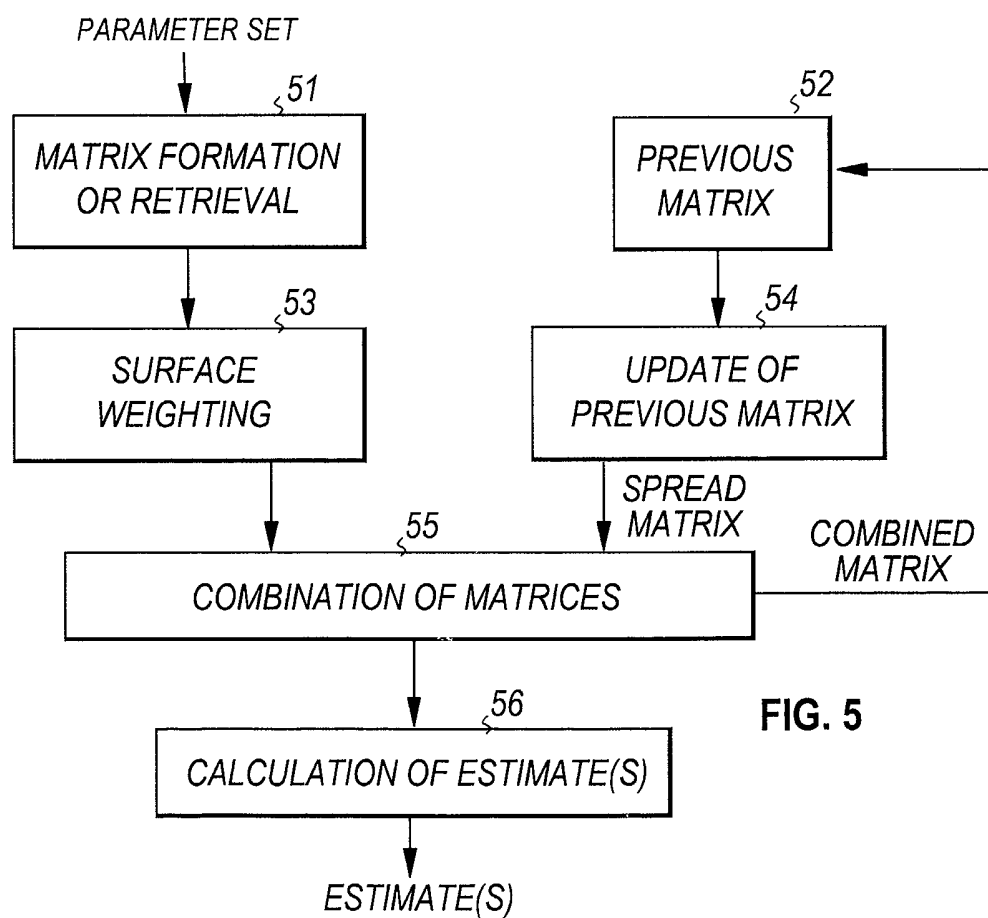 PARAMETER SET
51
MATRIX FORMATION
OR RETRIEVAL
52
PREVIOUS
MATRIX
53
SURFACE
WEIGHTING
54
UPDATE OF
PREVIOUS MATRIX
SPREAD
MATRIX
COMBINED
MATRIX
55
COMBINATION OF MATRICES
56
CALCULATION OF ESTIMATE(S)
FIG. 5
ESTIMATE(S)